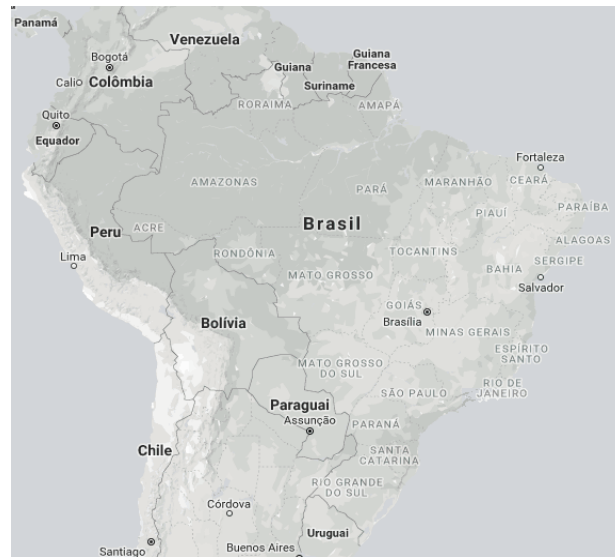 Panamá
Venezuela
Bogotá
Guiana
Guiana
Francesa
Cali
Colômbia
Suriname
RORAIMA
AMAPÁ
Quito
Equador
Fortaleza
AMAZONAS
PARÁ
MARANHÃO
CEARÁ
PARAÍBA
PIAUÍ
Brasil
Peru
ACRE
ALAGOAS
Lima
RONDÔNIA
TOCANTINS
SERGIPE
MATO GROSSO
BAHIA
Salvador
GOIÁS
Brasília
Bolívia
MINAS GERAIS
ESPÍRITO
SANTO
MATO GROSSO
DO SUL
RIO DE
JANEIRO
SÃO PAULO
Paraguai
Assunção
PARANÁ
Chile
SANTA
CATARINA
RIO GRANDE
DO SUL
Córdova
Uruguai
Buenos Aires
Santiago